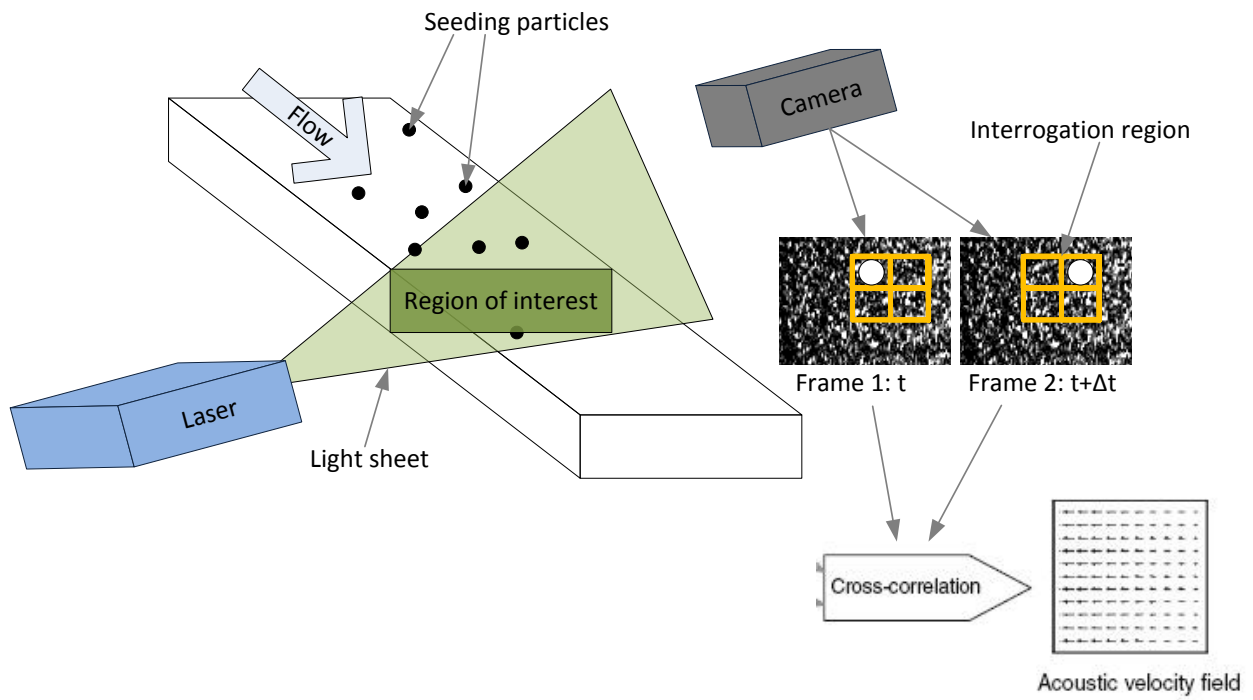 Seeding particles
Flow
Camera
Interrogation region
Region of interest
Laser
Light sheet
Frame 1: t
Frame 2: t+Δt
Cross-correlation
Acoustic velocity field